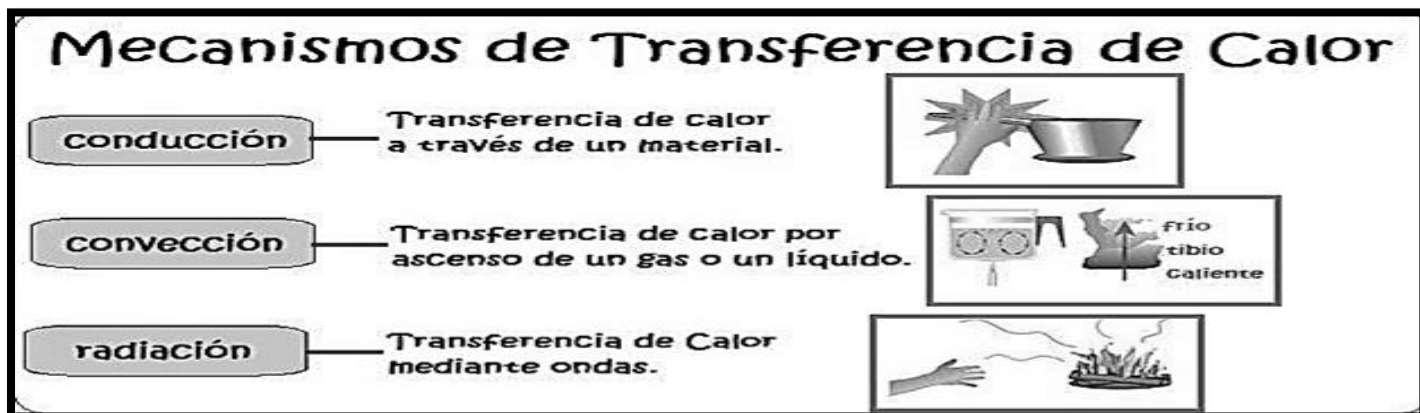 Mecanismos de Transferencia de Calor
conducción
Transferencia de calor
a través de un material.
convección
Transferencia de calor por
ascenso de un gas o un líquido.
frío
tibio
Caliente
radiación
Transferencia de Calor
mediante ondas.